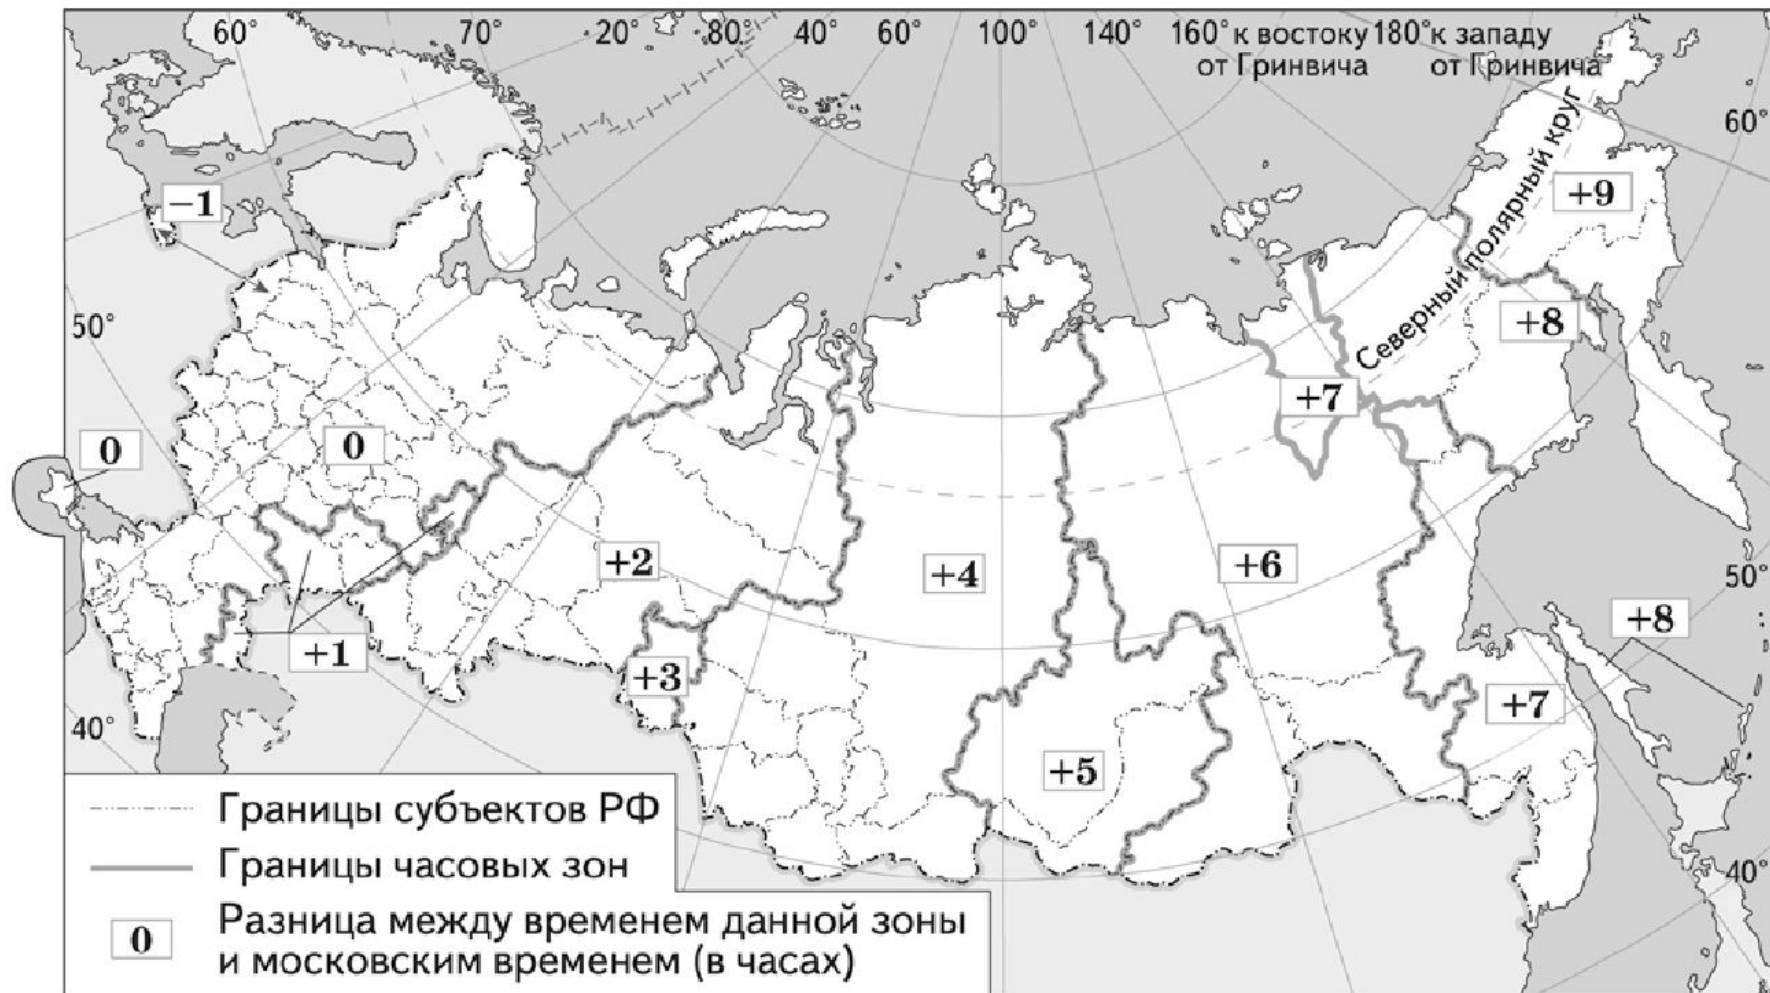 60° 70° 20° 80° 40° 60° 100° 140° 160° к востоку 180° к западу
от Гринвича от Гринвича
60°
Северный полярный круг
−1
+9
50°
+8
0
0
+7
+2
+4
+6
50°
+8
+1
+3
+7
40°
+5
40°
Границы субъектов РФ
Границы часовых зон
0
Разница между временем данной зоны
и московским временем (в часах)